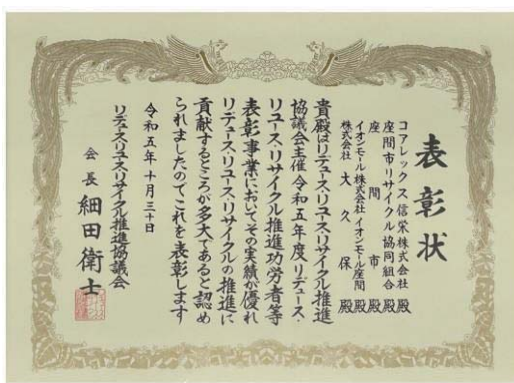 表彰状
コアレックス信栄株式会社 殿
座間市リサイクル協同組合 殿
座間市 殿
イオンモール株式会社 イオンモール座間 殿
株式会社 大久保 殿
貴殿はリデュース・リユース・リサイクル推進
協議会主催令和五年度リデュース・
リユース・リサイクル推進功労者等
表彰事業においてその実績が優れ
リデュース・リユース・リサイクルの推進に
貢献するところが多大であると認め
られましたのでこれを表彰します
令和五年十月三十日
リデュース・リユース・リサイクル推進協議会
会長 細田衛士